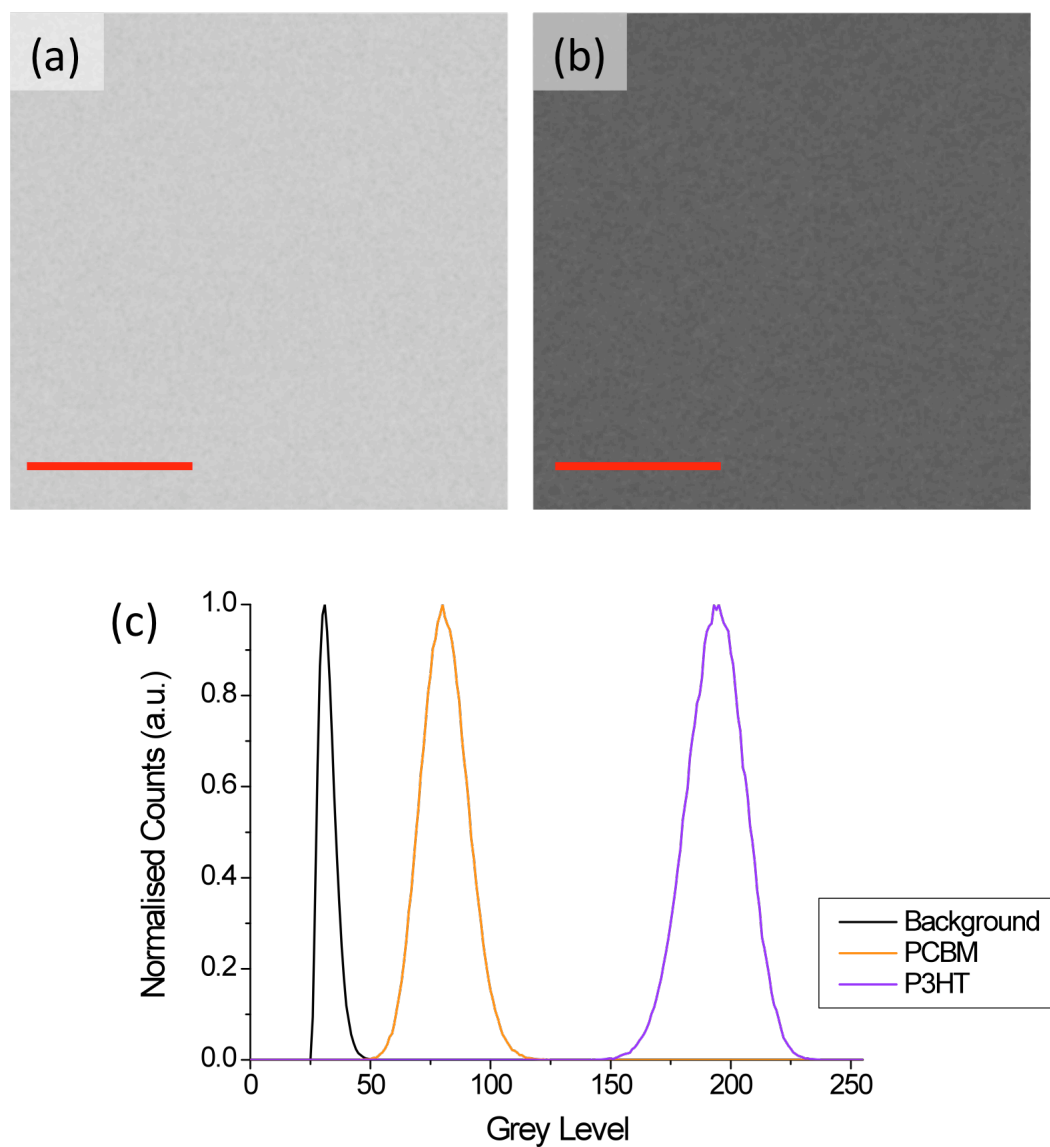 (a)
(b)
(c)
1.0
0.8
0.6
0.4
0.2
0.0
Normalised Counts (a.u.)
0 50 100 150 200 250
Grey Level
Background
PCBM
P3HT